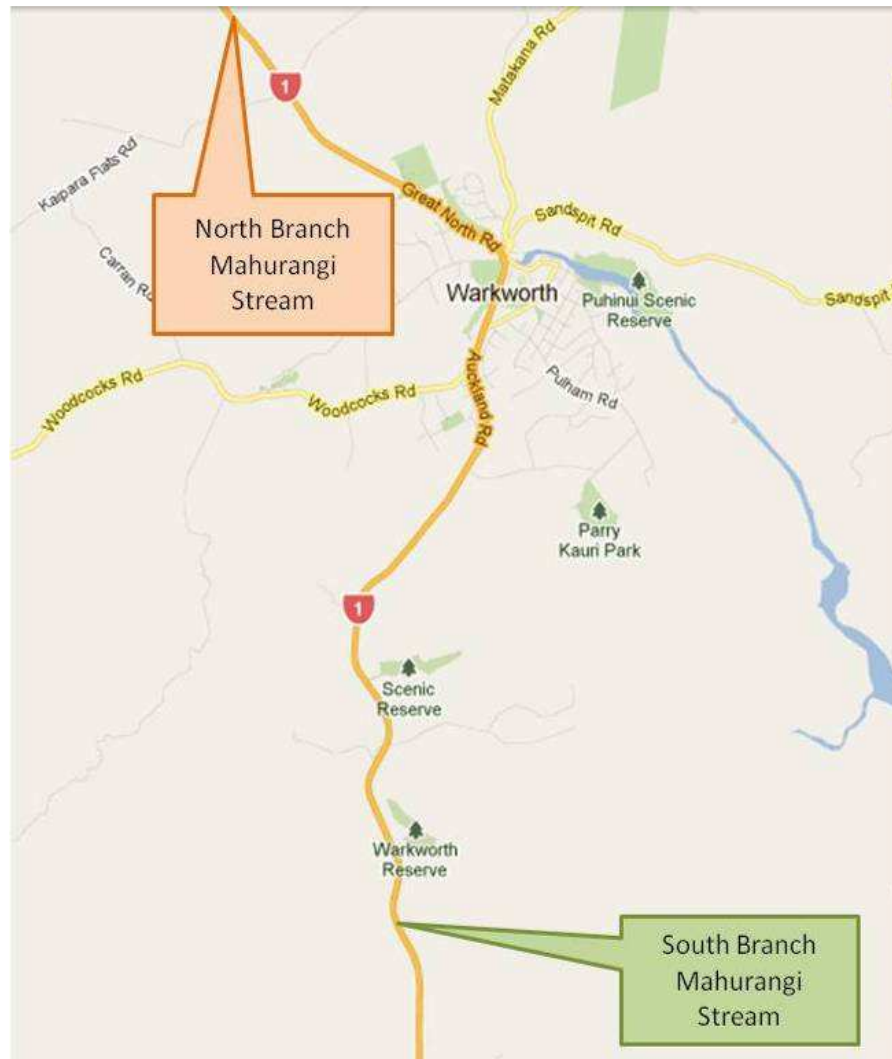 1
Matakana Rd
Kaipara Flats Rd
North Branch
Mahurangi
Stream
Great North Rd
Sandspit Rd
Carran Rd
Warkworth
Puhinui Scenic
Reserve
Sandspit
Woodcocks Rd
Woodcocks Rd
Auckland Rd
Pulham Rd
Parry
Kauri Park
1
Scenic
Reserve
Warkworth
Reserve
South Branch
Mahurangi
Stream